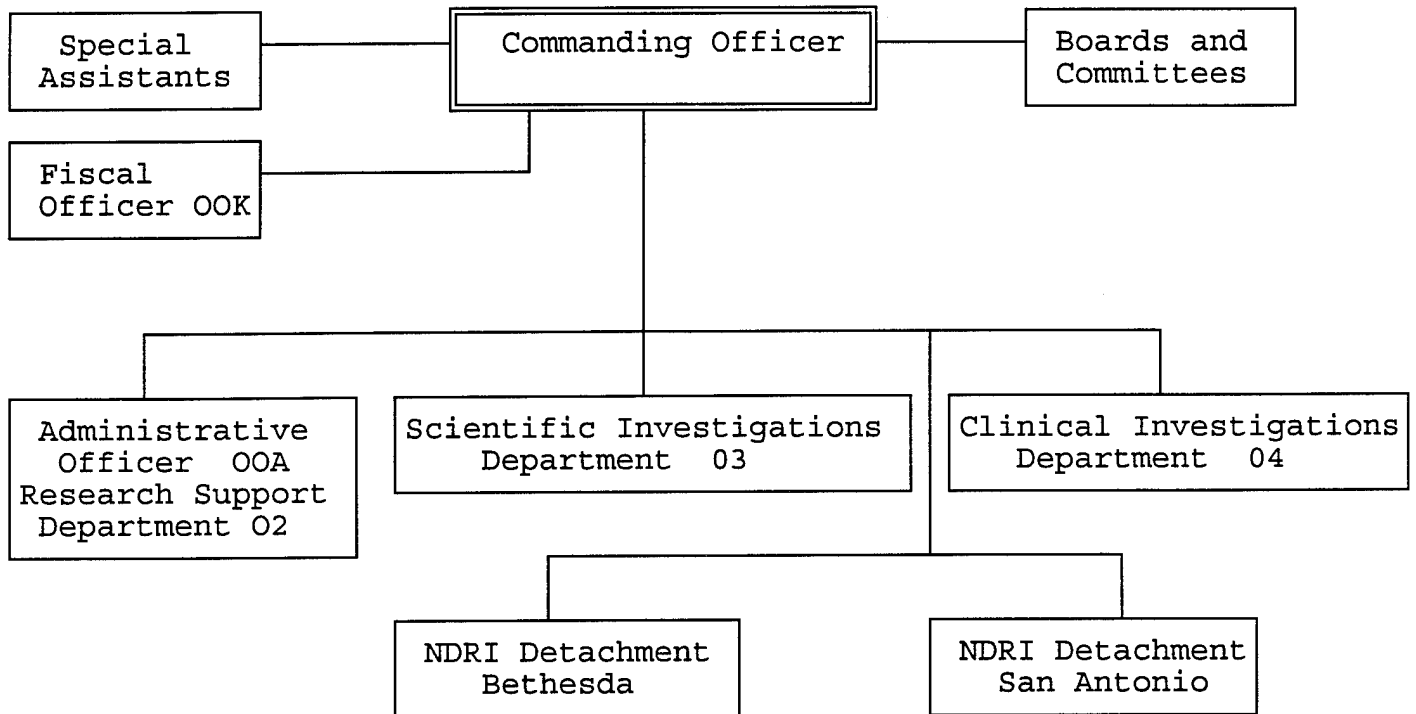 Special
Assistants
Commanding Officer
Boards and
Committees
Fiscal
Officer OOK
Administrative
Officer OOA
Research Support
Department O2
Scientific Investigations
Department 03
Clinical Investigations
Department 04
NDRI Detachment
Bethesda
NDRI Detachment
San Antonio